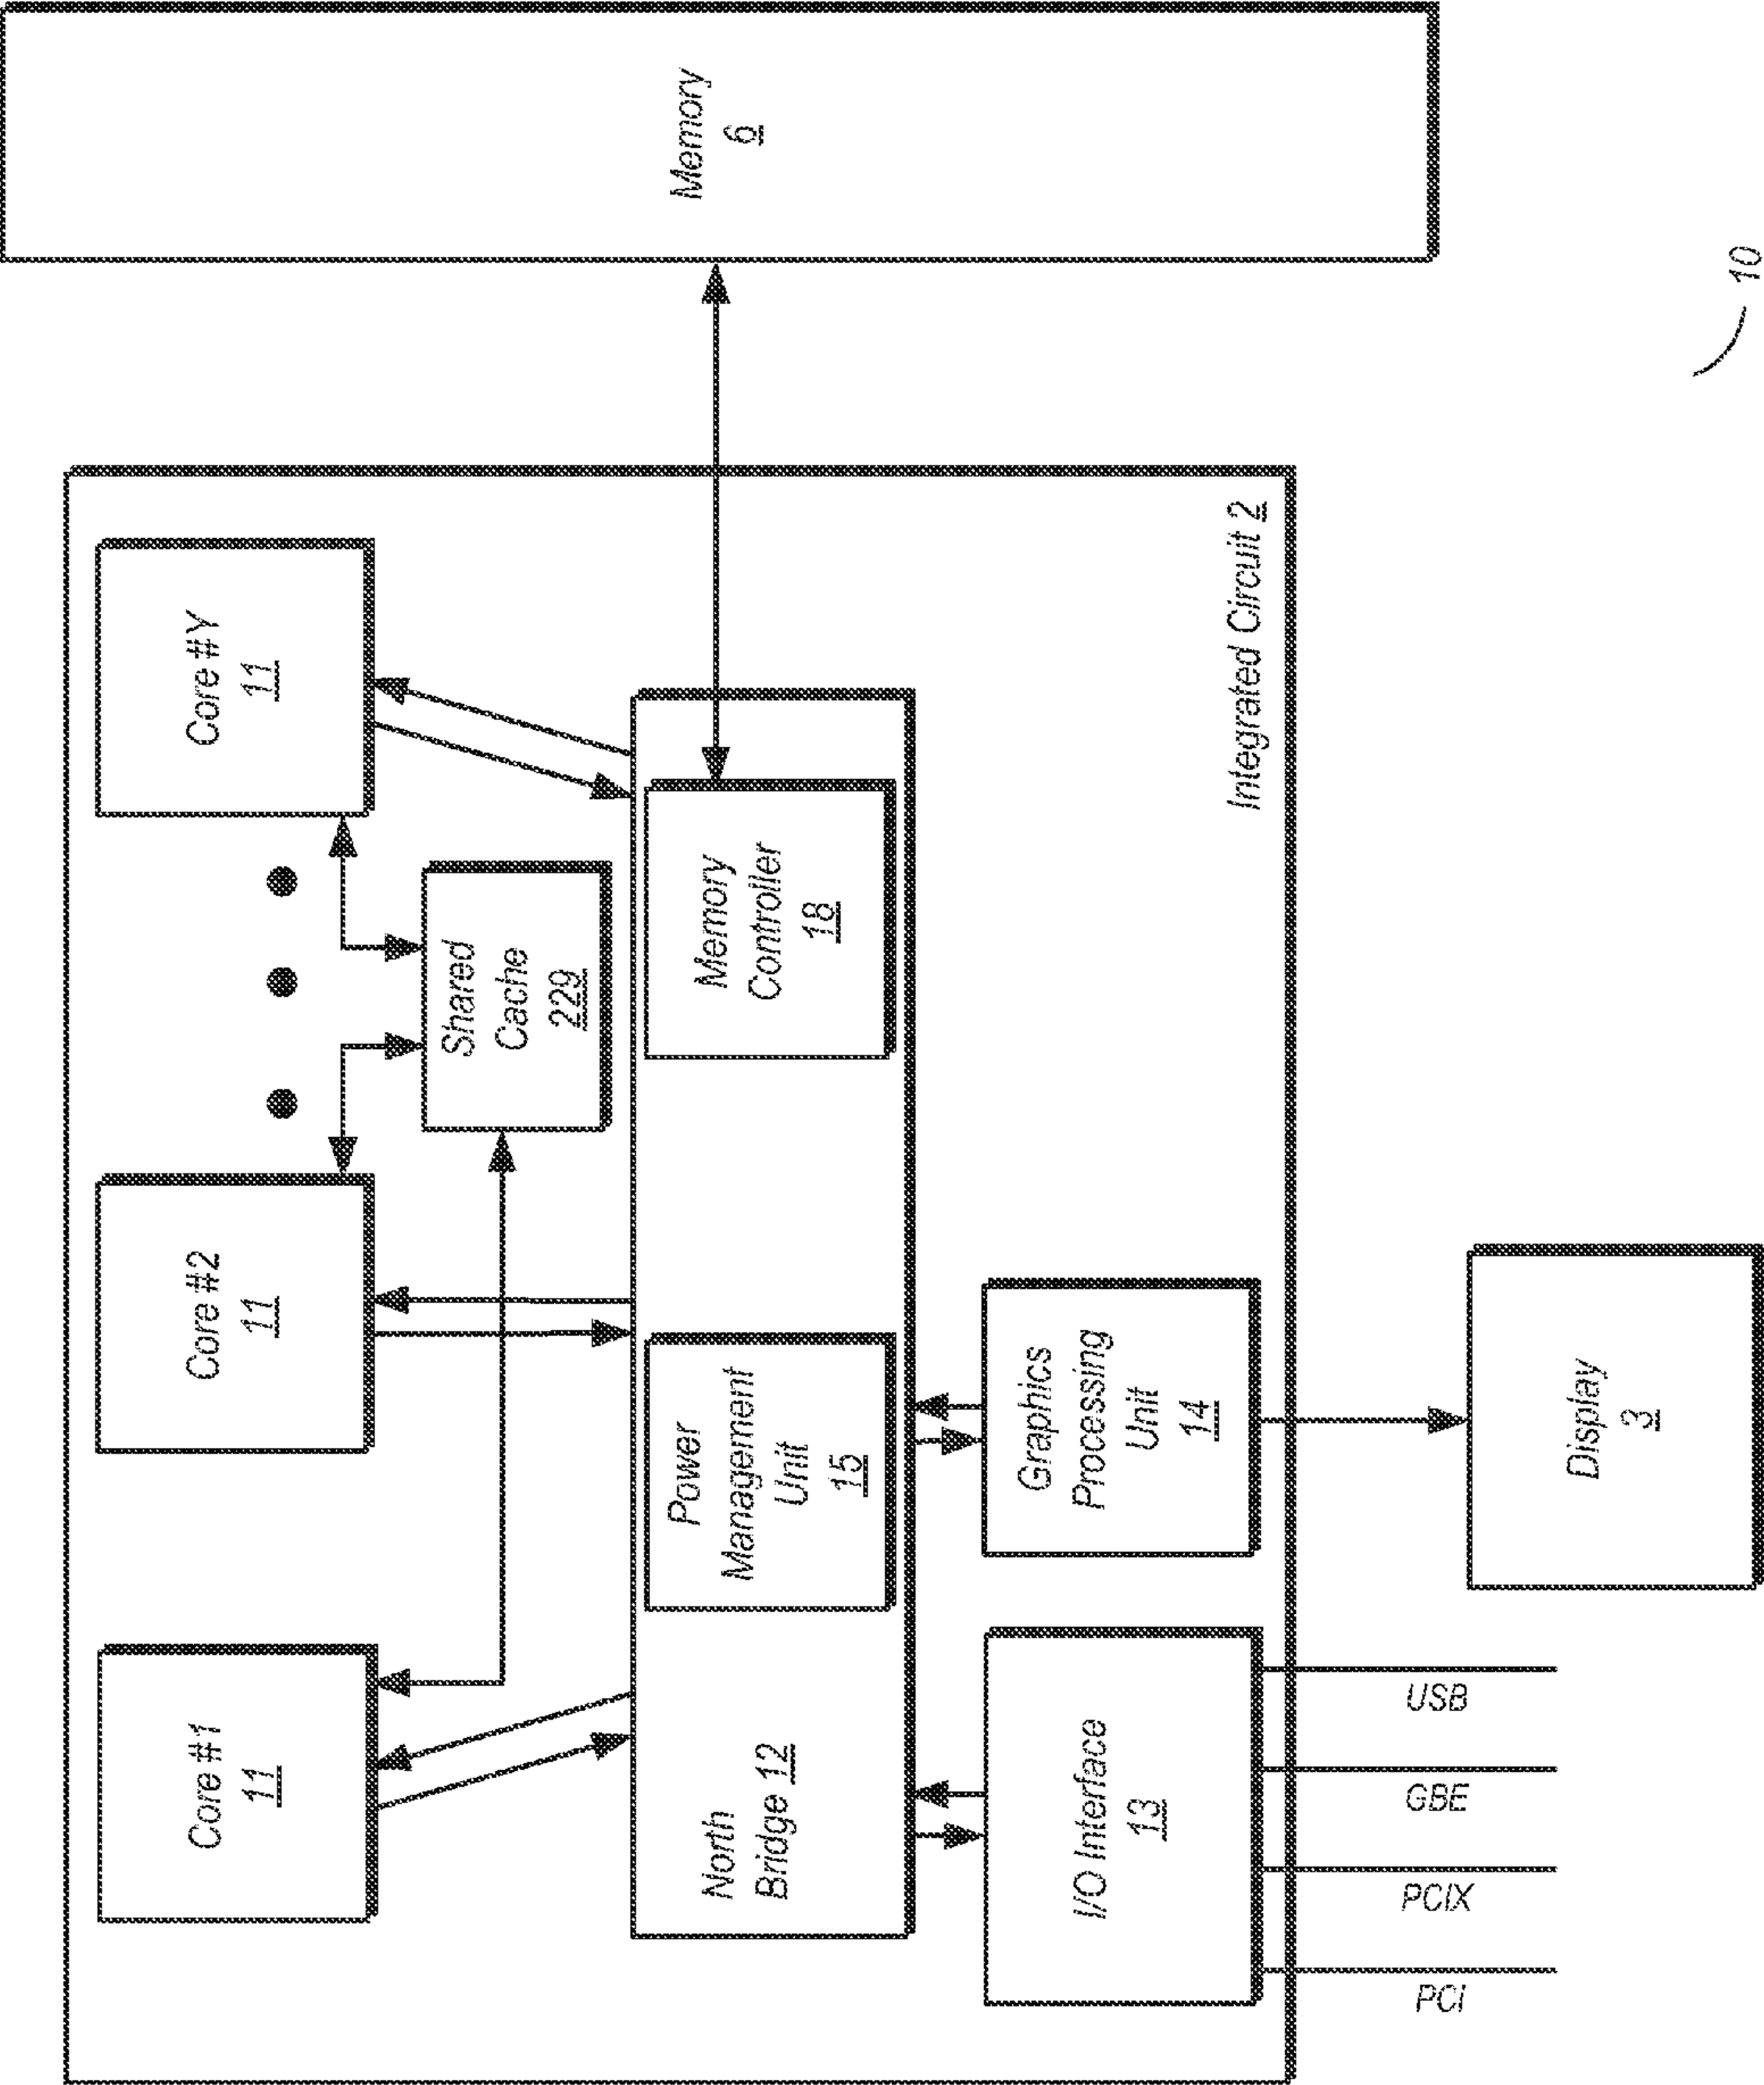 Core #1
11
Core #2
11
Core #Y
11
Shared
Cache
229
North
Bridge 12
Power
Management
Unit
15
Memory
Controller
18
I/O Interface
13
Graphics
Processing
Unit
14
Integrated Circuit 2
PCI
PCIX
GBE
USB
Display
3
Memory
6
10